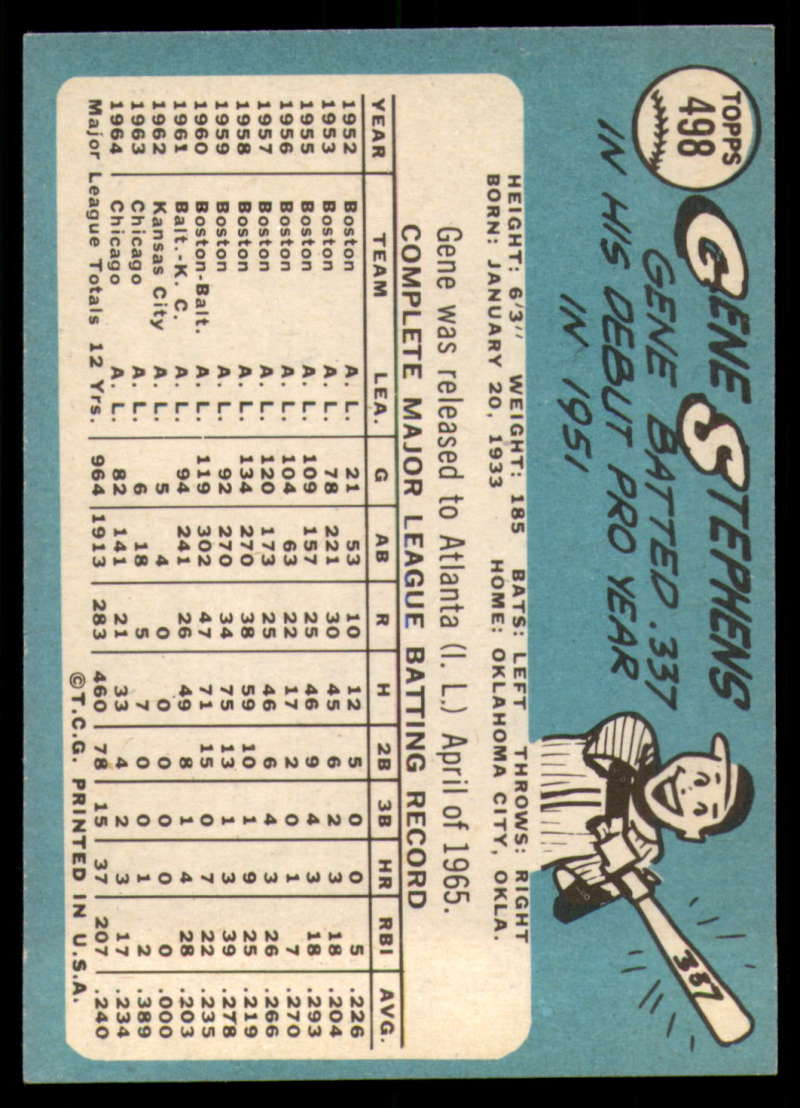 TOPPS
498
GENE STEPHENS
GENE BATTED .337
IN HIS DEBUT PRO YEAR
IN 1951
337
HEIGHT: 6'3" WEIGHT: 185 BATS: LEFT THROWS: RIGHT
BORN: JANUARY 20, 1933 HOME: OKLAHOMA CITY, OKLA.
Gene was released to Atlanta (I. L.) April of 1965.
COMPLETE MAJOR LEAGUE BATTING RECORD
YEAR TEAM LEA. G AB R H 2B 3B HR RBI AVG.
1952 Boston A. L. 21 53 10 12 5 0 0 5 .226
1953 Boston A. L. 78 221 30 45 6 2 3 18 .204
1955 Boston A. L. 109 157 25 46 9 4 3 18 .293
1956 Boston A. L. 104 63 22 17 2 0 1 7 .270
1957 Boston A. L. 120 173 25 46 6 4 3 26 .266
1958 Boston A. L. 134 270 38 59 10 1 9 25 .219
1959 Boston A. L. 92 270 34 75 13 1 3 39 .278
1960 Boston-Balt. A. L. 119 302 47 71 15 0 7 22 .235
1961 Balt.-K. C. A. L. 94 241 26 49 8 1 4 28 .203
1962 Kansas City A. L. 5 4 0 0 0 0 0 0 .000
1963 Chicago A. L. 6 18 5 7 0 0 1 2 .389
1964 Chicago A. L. 82 141 21 33 4 2 3 17 .234
Major League Totals 12 Yrs. 964 1913 283 460 78 15 37 207 .240
©T.C.G. PRINTED IN U.S.A.